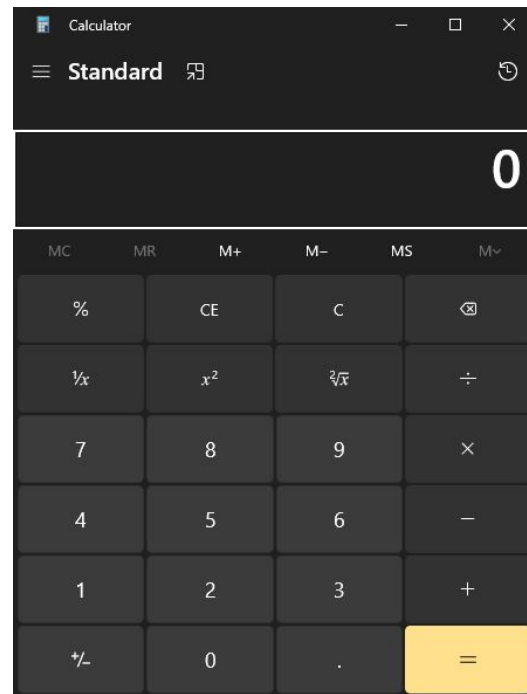 Calculator
Standard
0
MC MR M+ M− MS M˅
% CE C
¹/x x² ²√x ÷
7 8 9 ×
4 5 6 −
1 2 3 +
+/− 0 . =